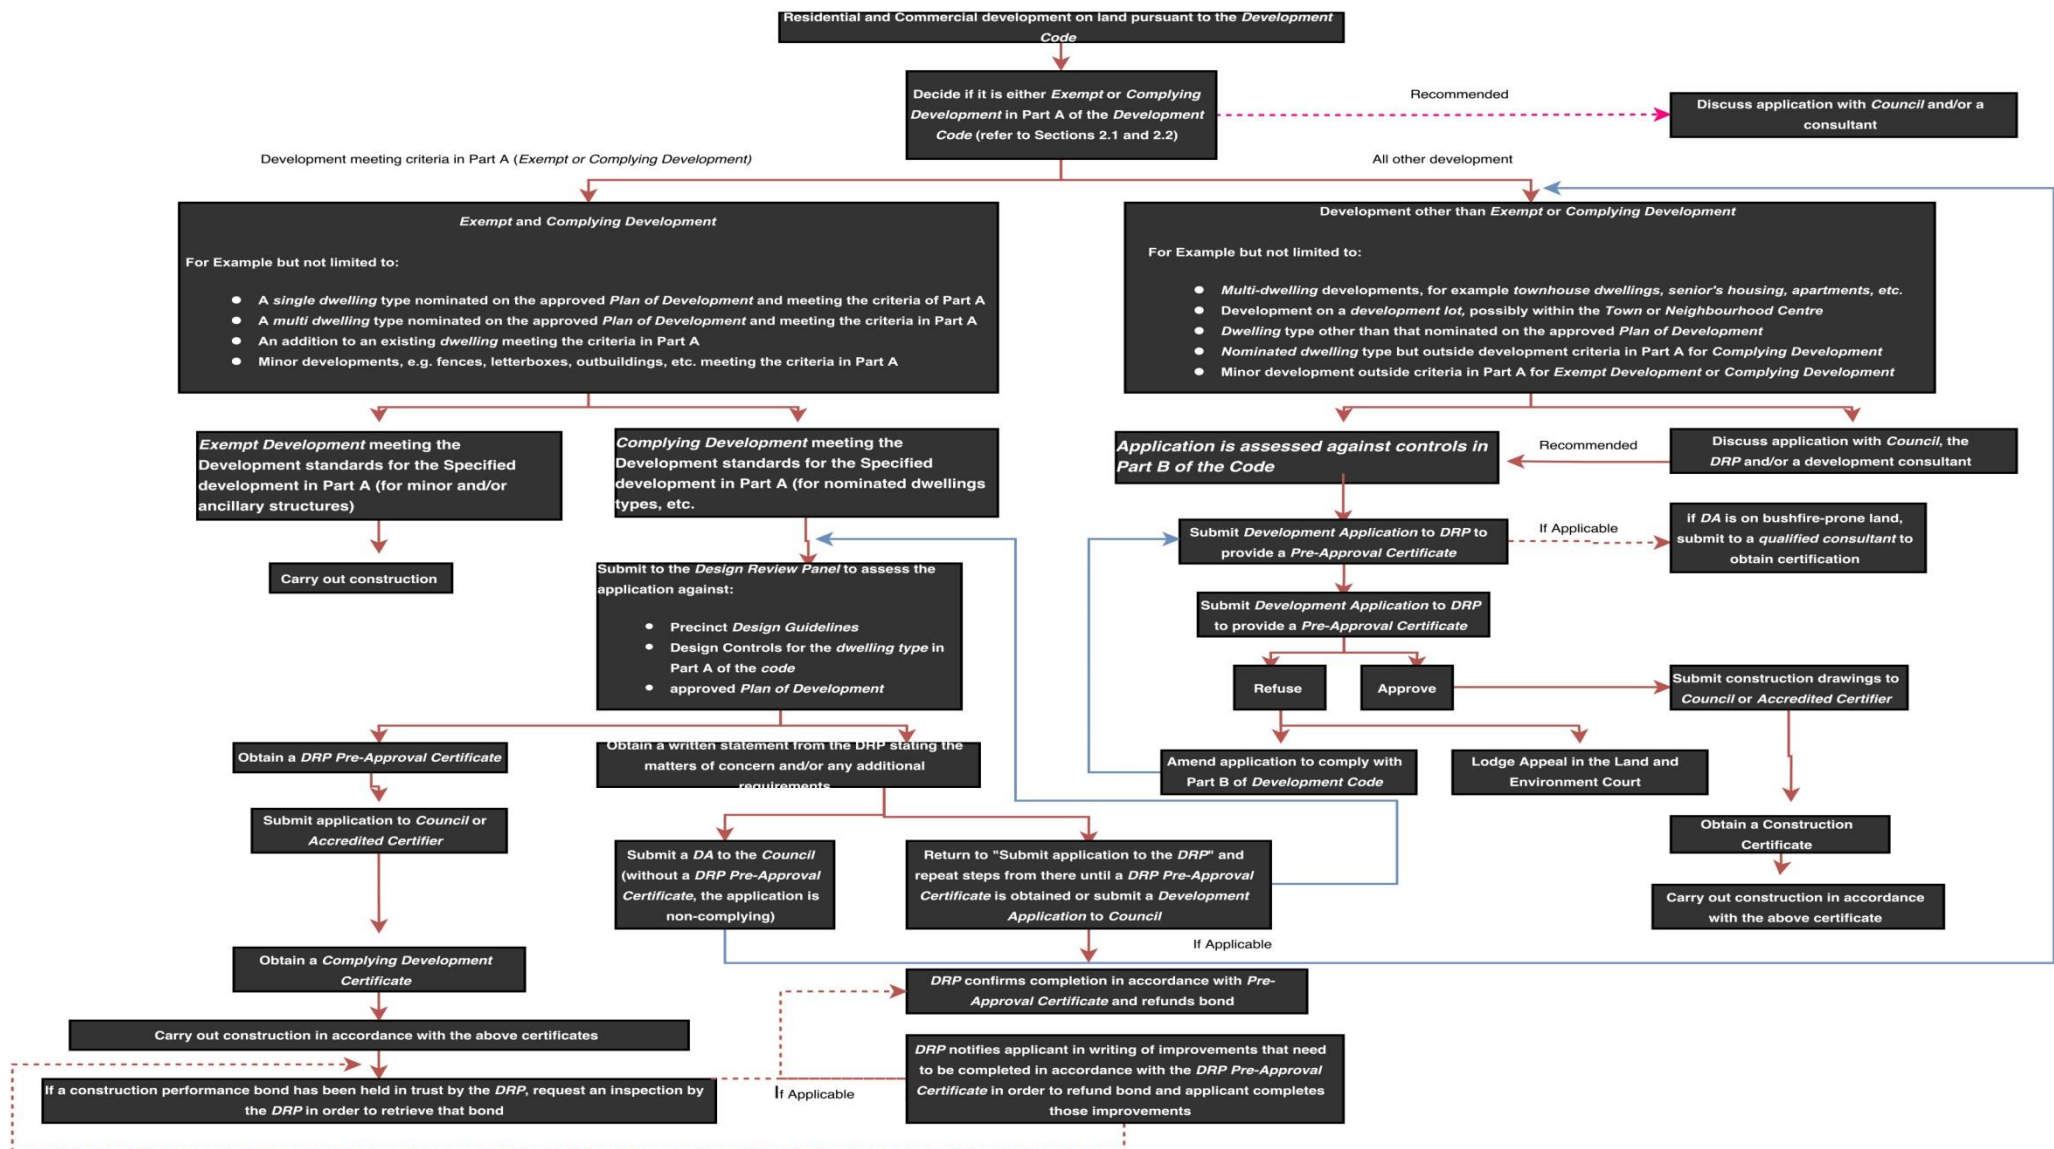 Residential and Commercial development on land pursuant to the Development
Code
Decide if it is either Exempt or Complying
Development in Part A of the Development
Code (refer to Sections 2.1 and 2.2)
Recommended
Discuss application with Council and/or a
consultant
Development meeting criteria in Part A (Exempt or Complying Development)
All other development
Exempt and Complying Development
For Example but not limited to:
● A single dwelling type nominated on the approved Plan of Development and meeting the criteria of Part A
● A multi dwelling type nominated on the approved Plan of Development and meeting the criteria in Part A
● An addition to an existing dwelling meeting the criteria in Part A
● Minor developments, e.g. fences, letterboxes, outbuildings, etc. meeting the criteria in Part A
Development other than Exempt or Complying Development
For Example but not limited to:
● Multi-dwelling developments, for example townhouse dwellings, senior's housing, apartments, etc.
● Development on a development lot, possibly within the Town or Neighbourhood Centre
● Dwelling type other than that nominated on the approved Plan of Development
● Nominated dwelling type but outside development criteria in Part A for Complying Development
● Minor development outside criteria in Part A for Exempt Development or Complying Development
Exempt Development meeting the
Development standards for the Specified
development in Part A (for minor and/or
ancillary structures)
Complying Development meeting the
Development standards for the Specified
development in Part A (for nominated dwellings
types, etc.
Application is assessed against controls in
Part B of the Code
Recommended
Discuss application with Council, the
DRP and/or a development consultant
Carry out construction
Submit to the Design Review Panel to assess the
application against:
● Precinct Design Guidelines
● Design Controls for the dwelling type in
Part A of the code
● approved Plan of Development
Submit Development Application to DRP to
provide a Pre-Approval Certificate
If Applicable
if DA is on bushfire-prone land,
submit to a qualified consultant to
obtain certification
Submit Development Application to DRP
to provide a Pre-Approval Certificate
Refuse
Approve
Submit construction drawings to
Council or Accredited Certifier
Obtain a DRP Pre-Approval Certificate
Obtain a written statement from the DRP stating the
matters of concern and/or any additional
requirements
Amend application to comply with
Part B of Development Code
Lodge Appeal in the Land and
Environment Court
Submit application to Council or
Accredited Certifier
Submit a DA to the Council
(without a DRP Pre-Approval
Certificate, the application is
non-complying)
Return to "Submit application to the DRP" and
repeat steps from there until a DRP Pre-Approval
Certificate is obtained or submit a Development
Application to Council
Obtain a Construction
Certificate
Carry out construction in accordance
with the above certificate
If Applicable
Obtain a Complying Development
Certificate
DRP confirms completion in accordance with Pre-
Approval Certificate and refunds bond
Carry out construction in accordance with the above certificates
If a construction performance bond has been held in trust by the DRP, request an inspection by
the DRP in order to retrieve that bond
If Applicable
DRP notifies applicant in writing of improvements that need
to be completed in accordance with the DRP Pre-Approval
Certificate in order to refund bond and applicant completes
those improvements